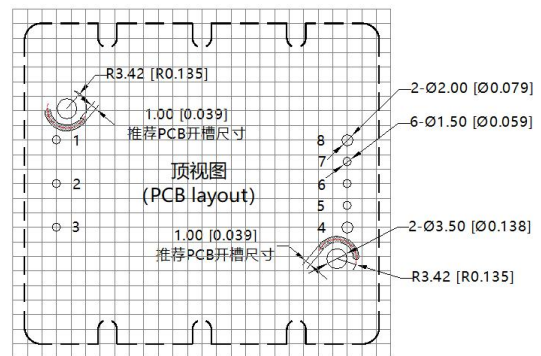 R3.42 [R0.135]
1.00 [0.039]
推荐PCB开槽尺寸
2-Ø2.00 [Ø0.079]
6-Ø1.50 [Ø0.059]
1
8
7
顶视图
(PCB layout)
2
6
5
3
4
2-Ø3.50 [Ø0.138]
1.00 [0.039]
推荐PCB开槽尺寸
R3.42 [R0.135]